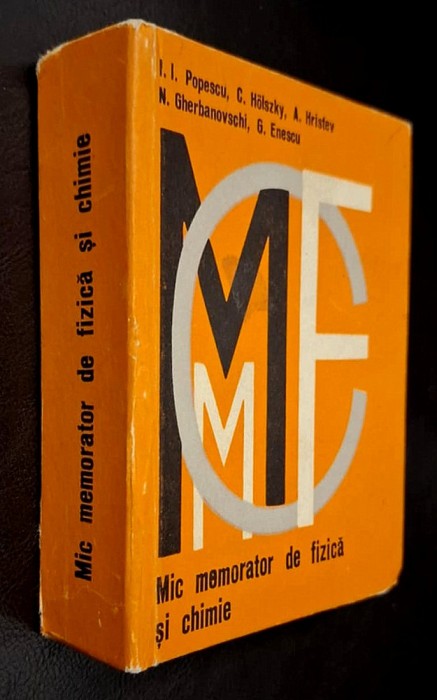 Mic memorator de fizică și chimie
I. I. Popescu, C. Hölszky, A. Hristev
N. Gherbanovschi, G. Enescu
M M F C
Mic memorator de fizică
și chimie